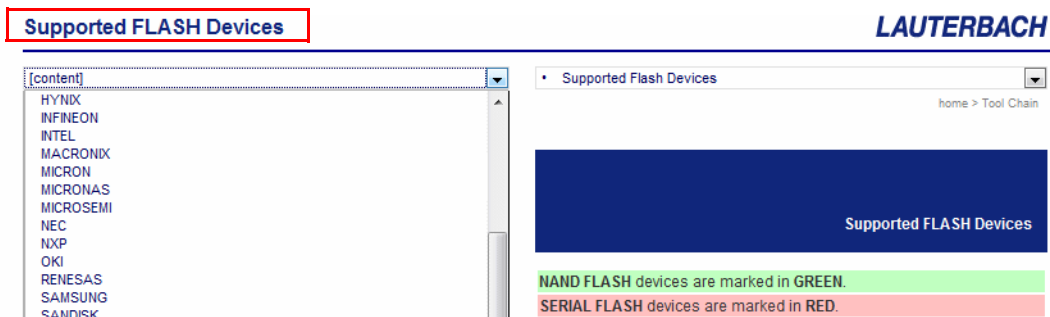 Supported FLASH Devices
LAUTERBACH
[content]
HYNIX
INFINEON
INTEL
MACRONIX
MICRON
MICRONAS
MICROSEMI
NEC
NXP
OKI
RENESAS
SAMSUNG
SANDISK
• Supported Flash Devices
home > Tool Chain
Supported FLASH Devices
NAND FLASH devices are marked in GREEN.
SERIAL FLASH devices are marked in RED.